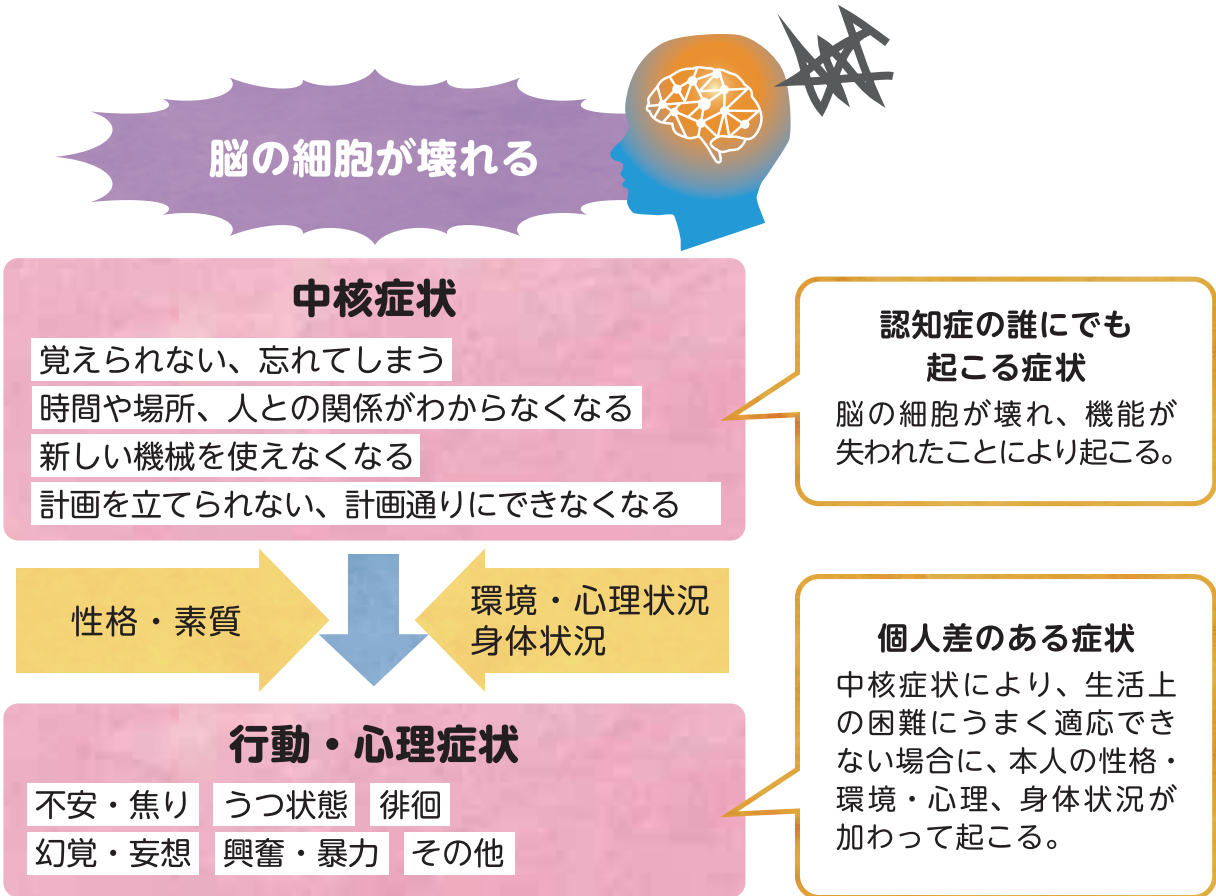 脳の細胞が壊れる
中核症状
覚えられない、忘れてしまう
時間や場所、人との関係がわからなくなる
新しい機械を使えなくなる
計画を立てられない、計画通りにできなくなる
認知症の誰にでも
起こる症状
脳の細胞が壊れ、機能が
失われたことにより起こる。
性格・素質
環境・心理状況
身体状況
行動・心理症状
不安・焦り
うつ状態
徘徊
幻覚・妄想
興奮・暴力
その他
個人差のある症状
中核症状により、生活上
の困難にうまく適応でき
ない場合に、本人の性格・
環境・心理、身体状況が
加わって起こる。